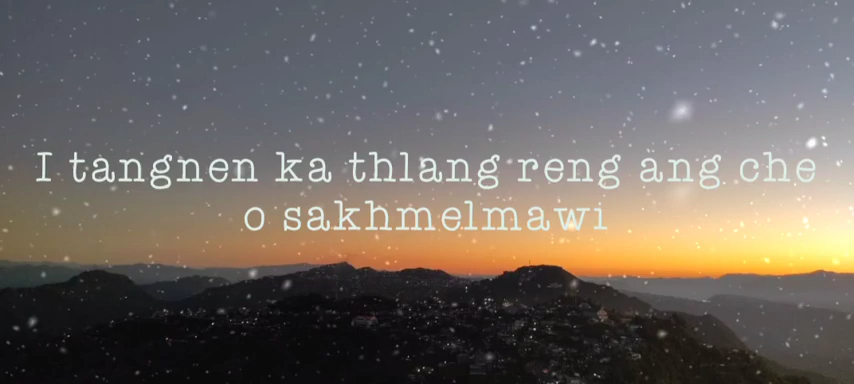 I tangnen ka thlang reng ang che
o sakhmelmawi